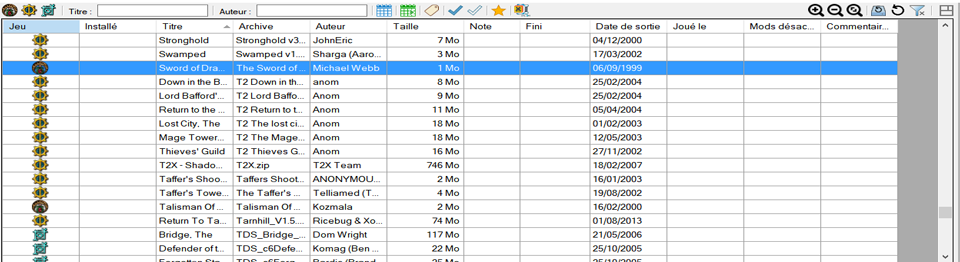 Titre : Auteur :
Jeu Installé Titre Archive Auteur Taille Note Fini Date de sortie Joué le Mods désac... Commentair...
Stronghold Stronghold v3... JohnEric 7 Mo 04/12/2000
Swamped Swamped v1... Sharga (Aaro... 3 Mo 17/03/2002
Sword of Dra... The Sword of ... Michael Webb 1 Mo 06/09/1999
Down in the B... T2 Down in th... anom 8 Mo 25/02/2004
Lord Bafford'... T2 Lord Baffo... Anom 9 Mo 25/02/2004
Return to the ... T2 Return to t... anom 11 Mo 05/04/2004
Lost City, The T2 The lost ci... Anom 18 Mo 01/02/2003
Mage Tower... T2 The Mage... Anom 18 Mo 12/05/2003
Thieves' Guild T2 Thieves G... Anom 16 Mo 27/11/2002
T2X - Shado... T2X.zip T2X Team 746 Mo 18/02/2007
Taffer's Shoo... Taffers Shoot... ANONYMOU... 2 Mo 16/01/2003
Taffer's Towe... The Taffer's ... Telliamed (T... 4 Mo 19/08/2002
Talisman Of ... Talisman Of ... Kozmala 2 Mo 16/02/2000
Return To Ta... Tarnhill_V1.5... Ricebug & Xo... 74 Mo 01/08/2013
Bridge, The TDS_Bridge_... Dom Wright 117 Mo 21/05/2006
Defender of t... TDS_c6Defe... Komag (Ben ... 22 Mo 25/10/2005